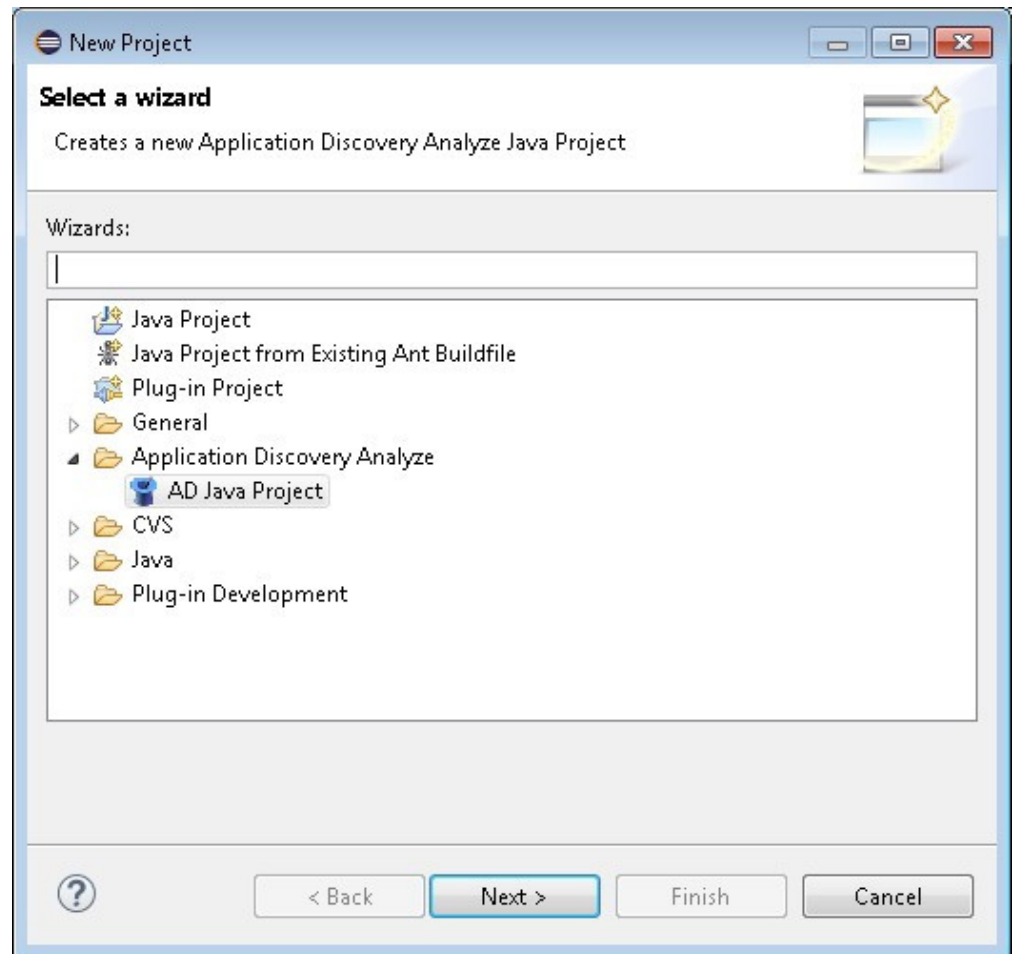 New Project
Select a wizard
Creates a new Application Discovery Analyze Java Project
Wizards:
Java Project
Java Project from Existing Ant Buildfile
Plug-in Project
General
Application Discovery Analyze
AD Java Project
CVS
Java
Plug-in Development
? < Back Next > Finish Cancel